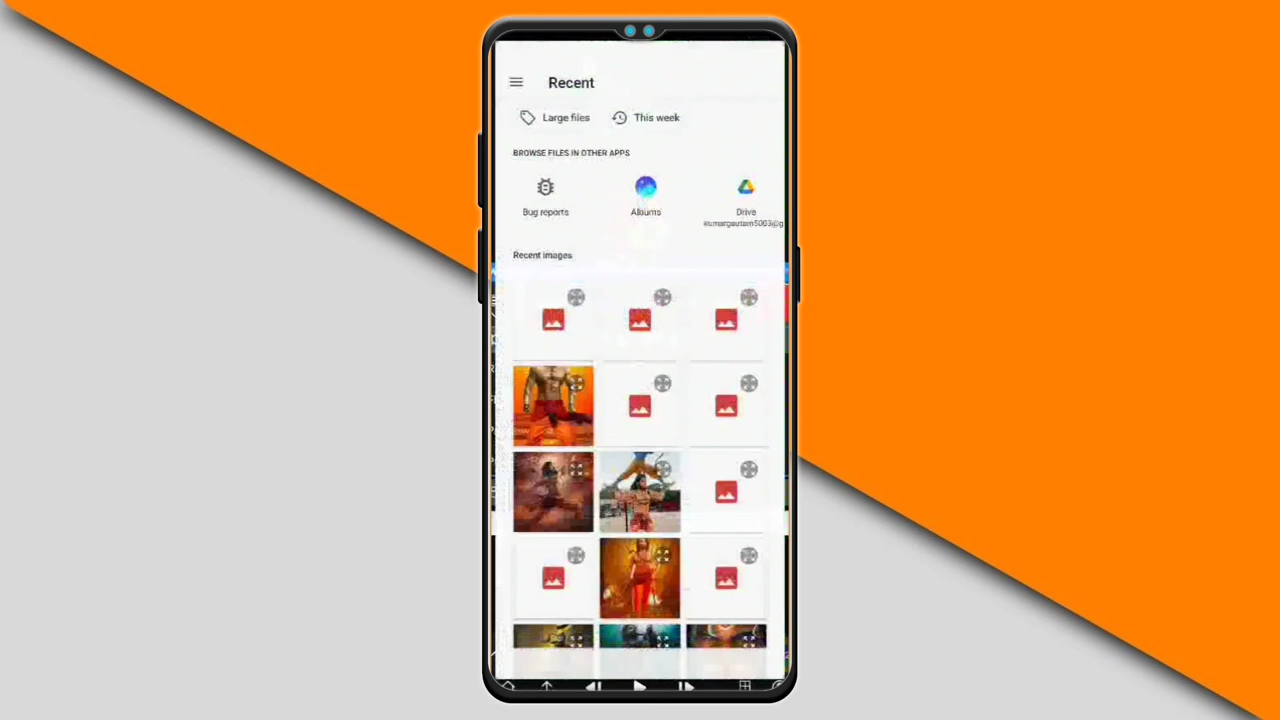 Recent
Large files
This week
BROWSE FILES IN OTHER APPS
Bug reports
Albums
Drive
kumargautam5003@g
Recent images